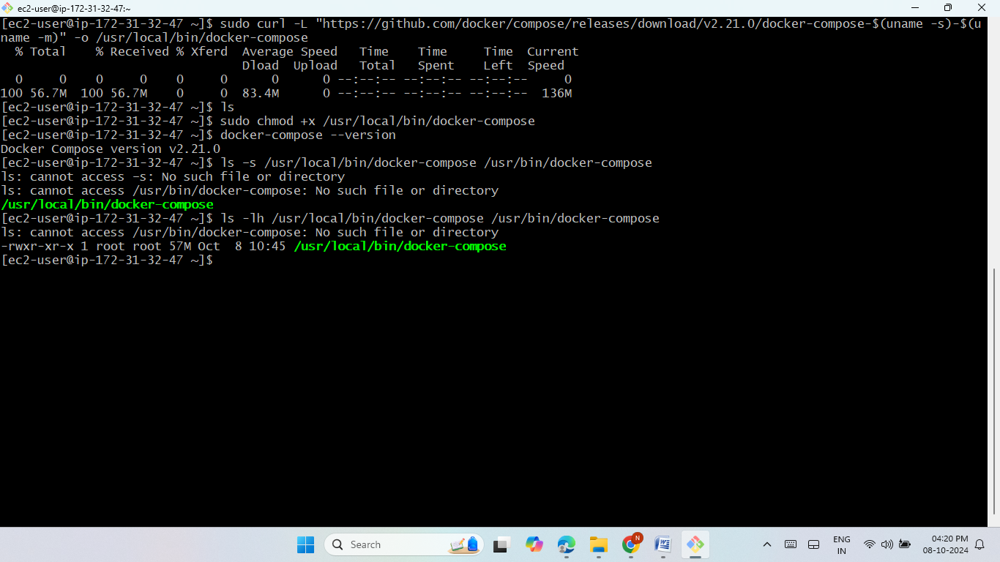 ec2-user@ip-172-31-32-47:~
[ec2-user@ip-172-31-32-47 ~]$ sudo curl -L "https://github.com/docker/compose/releases/download/v2.21.0/docker-compose-$(uname -s)-$(u
name -m)" -o /usr/local/bin/docker-compose
  % Total    % Received % Xferd  Average Speed   Time    Time     Time  Current
                                 Dload  Upload   Total   Spent    Left  Speed
  0     0    0     0    0     0      0      0 --:--:-- --:--:-- --:--:--     0
100 56.7M  100 56.7M    0     0  83.4M      0 --:--:-- --:--:-- --:--:--  136M
[ec2-user@ip-172-31-32-47 ~]$ ls
[ec2-user@ip-172-31-32-47 ~]$ sudo chmod +x /usr/local/bin/docker-compose
[ec2-user@ip-172-31-32-47 ~]$ docker-compose --version
Docker Compose version v2.21.0
[ec2-user@ip-172-31-32-47 ~]$ ls –s /usr/local/bin/docker-compose /usr/bin/docker-compose
ls: cannot access –s: No such file or directory
ls: cannot access /usr/bin/docker-compose: No such file or directory
/usr/local/bin/docker-compose
[ec2-user@ip-172-31-32-47 ~]$ ls -lh /usr/local/bin/docker-compose /usr/bin/docker-compose
ls: cannot access /usr/bin/docker-compose: No such file or directory
-rwxr-xr-x 1 root root 57M Oct  8 10:45 /usr/local/bin/docker-compose
[ec2-user@ip-172-31-32-47 ~]$
Search
N
W
ENG
IN
04:20 PM
08-10-2024